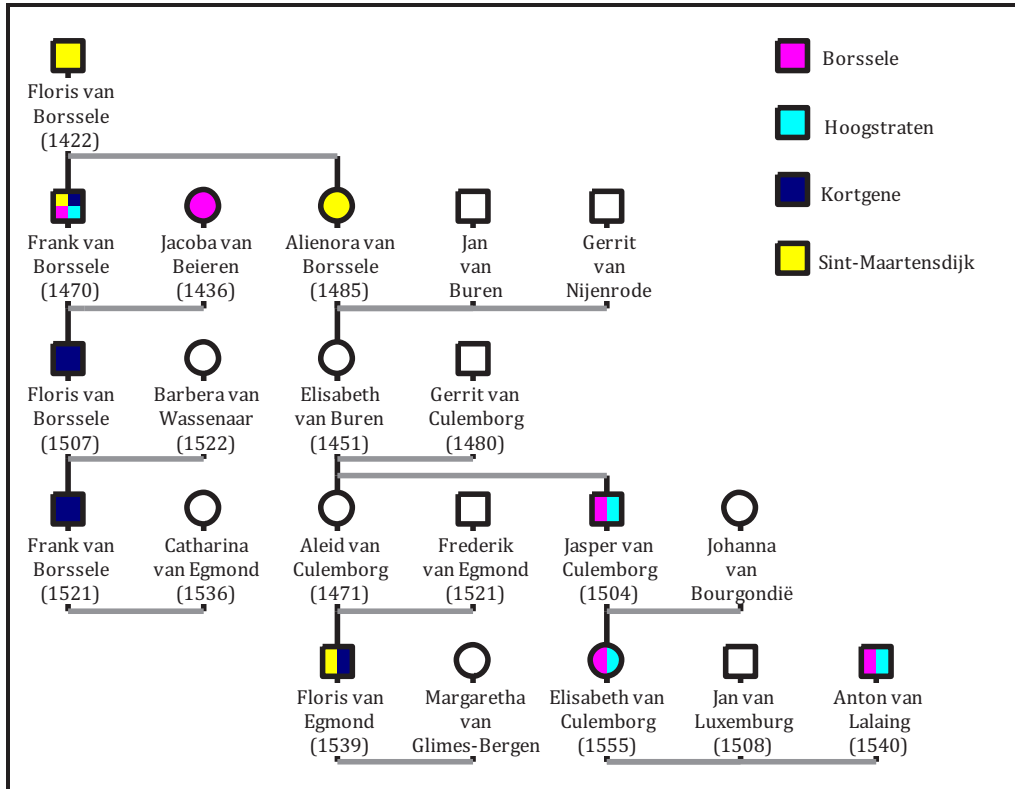 Floris van
Borssele
(1422)
Borssele
Hoogstraten
Kortgene
Sint-Maartensdijk
Frank van
Borssele
(1470)
Jacoba van
Beieren
(1436)
Alienora van
Borssele
(1485)
Jan
van
Buren
Gerrit
van
Nijenrode
Floris van
Borssele
(1507)
Barbera van
Wassenaar
(1522)
Elisabeth
van Buren
(1451)
Gerrit van
Culemborg
(1480)
Frank van
Borssele
(1521)
Catharina
van Egmond
(1536)
Aleid van
Culemborg
(1471)
Frederik
van Egmond
(1521)
Jasper van
Culemborg
(1504)
Johanna
van
Bourgondië
Floris van
Egmond
(1539)
Margaretha
van
Glimes-Bergen
Elisabeth van
Culemborg
(1555)
Jan van
Luxemburg
(1508)
Anton van
Lalaing
(1540)